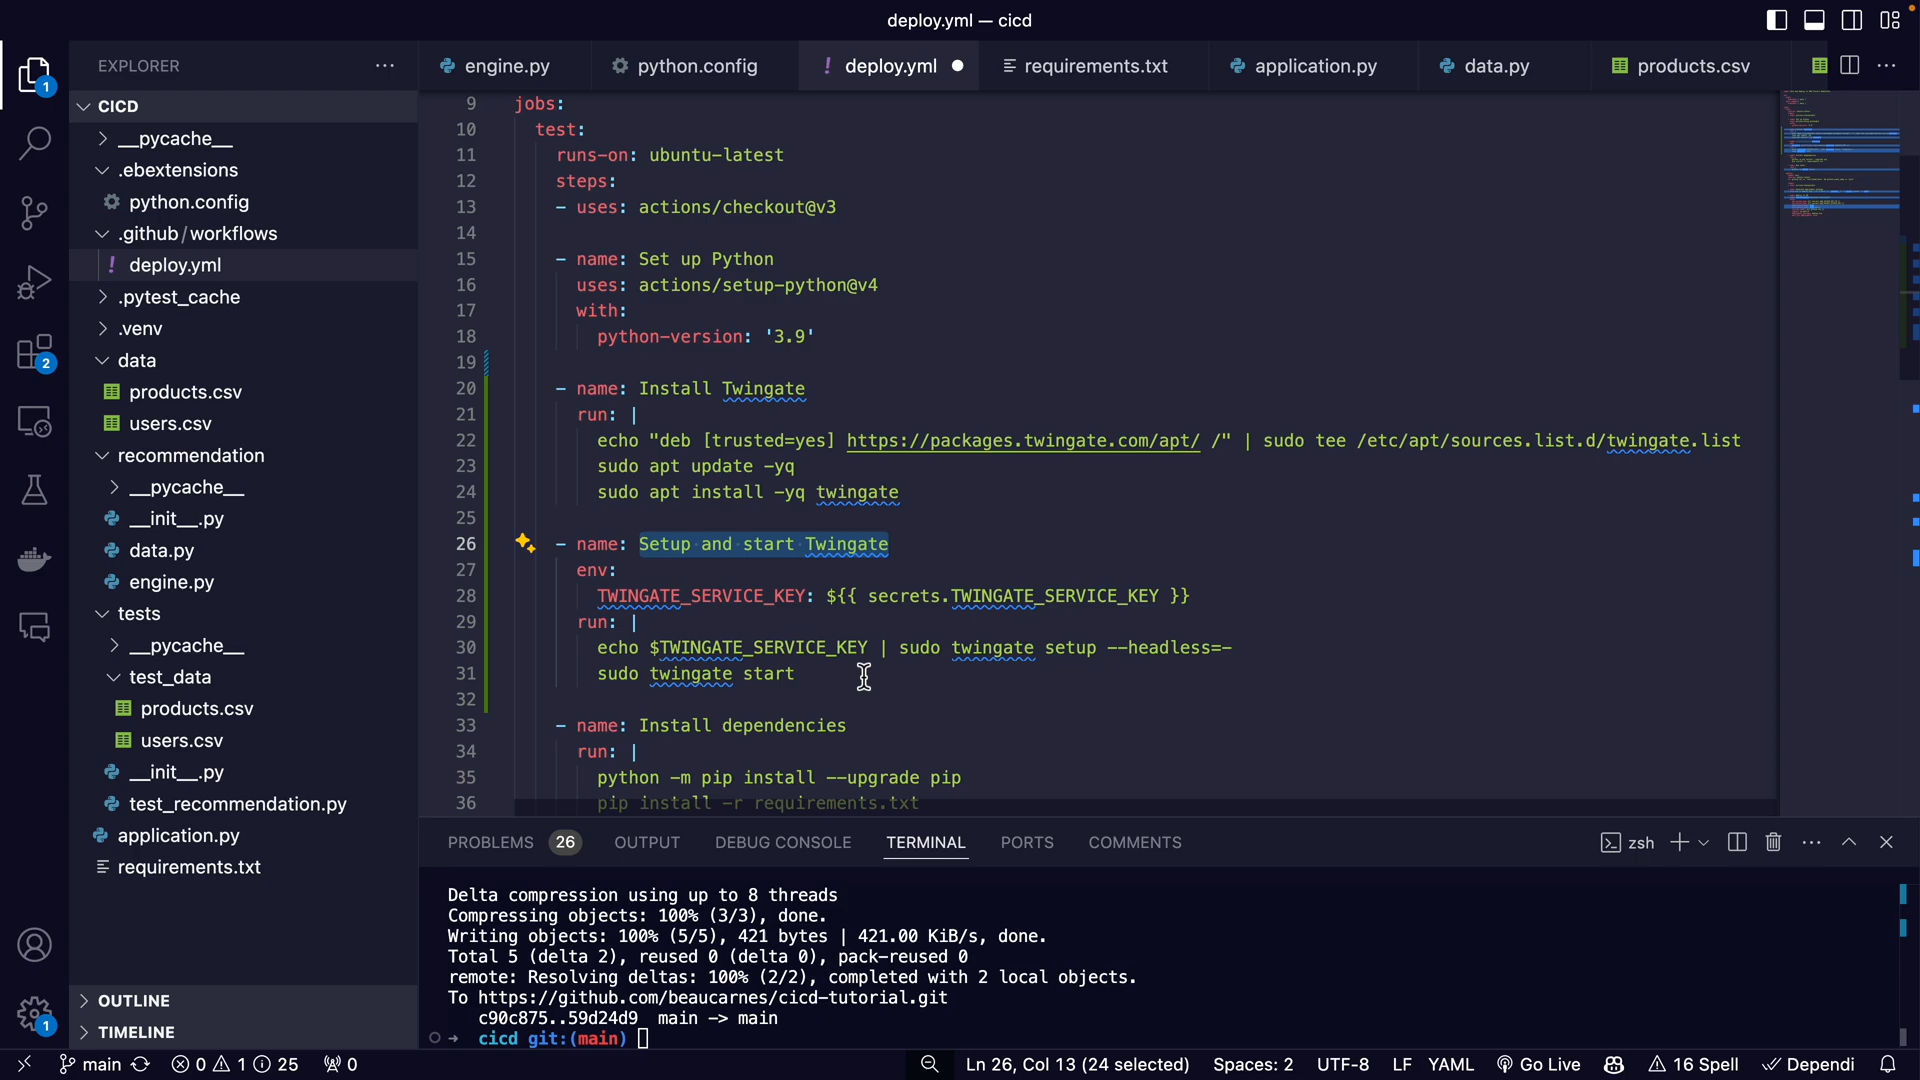 deploy.yml — cicd
EXPLORER
CICD
__pycache__
.ebextensions
python.config
.github/workflows
deploy.yml
.pytest_cache
.venv
data
products.csv
users.csv
recommendation
__pycache__
__init__.py
data.py
engine.py
tests
__pycache__
test_data
products.csv
users.csv
__init__.py
test_recommendation.py
application.py
requirements.txt
OUTLINE
TIMELINE
1
2
1
engine.py
python.config
! deploy.yml
requirements.txt
application.py
data.py
products.csv
9 jobs:
10 test:
11 runs-on: ubuntu-latest
12 steps:
13 - uses: actions/checkout@v3
14
15 - name: Set up Python
16 uses: actions/setup-python@v4
17 with:
18 python-version: '3.9'
19
20 - name: Install Twingate
21 run: |
22 echo "deb [trusted=yes] https://packages.twingate.com/apt/ /" | sudo tee /etc/apt/sources.list.d/twingate.list
23 sudo apt update -yq
24 sudo apt install -yq twingate
25
26 - name: Setup and start Twingate
27 env:
28 TWINGATE_SERVICE_KEY: ${{ secrets.TWINGATE_SERVICE_KEY }}
29 run: |
30 echo $TWINGATE_SERVICE_KEY | sudo twingate setup --headless=-
31 sudo twingate start
32
33 - name: Install dependencies
34 run: |
35 python -m pip install --upgrade pip
36 pip install -r requirements.txt
PROBLEMS 26 OUTPUT DEBUG CONSOLE TERMINAL PORTS COMMENTS
zsh
Delta compression using up to 8 threads
Compressing objects: 100% (3/3), done.
Writing objects: 100% (5/5), 421 bytes | 421.00 KiB/s, done.
Total 5 (delta 2), reused 0 (delta 0), pack-reused 0
remote: Resolving deltas: 100% (2/2), completed with 2 local objects.
To https://github.com/beaucarnes/cicd-tutorial.git
c90c875..59d24d9 main -> main
cicd git:(main)
main 0 1 25 0 Ln 26, Col 13 (24 selected) Spaces: 2 UTF-8 LF YAML Go Live 16 Spell Dependi